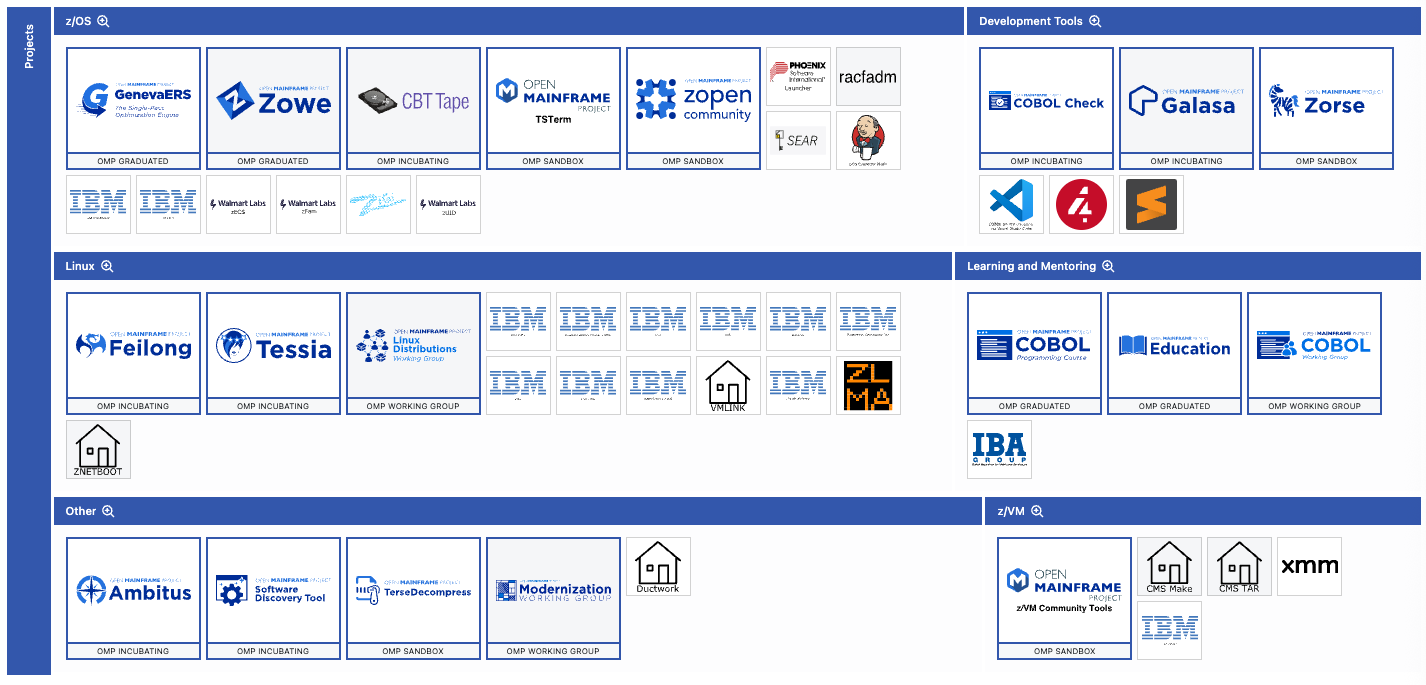 Projects
z/OS
OPEN MAINFRAME PROJECT
GenevaERS
The Single-Pass
Optimization Engine
OMP GRADUATED
OPEN MAINFRAME PROJECT
Zowe
OMP GRADUATED
CBT Tape
OMP INCUBATING
OPEN
MAINFRAME
PROJECT
TSTerm
OMP SANDBOX
OPEN MAINFRAME PROJECT
zopen
community
OMP SANDBOX
PHOENIX
Software
International
Launcher
racfadm
SEAR
IBM
IBM
Walmart Labs
zECS
Walmart Labs
zFam
Walmart Labs
zUID
Development Tools
OPEN MAINFRAME PROJECT
COBOL Check
OMP INCUBATING
OPEN MAINFRAME PROJECT
Galasa
OMP INCUBATING
OPEN MAINFRAME PROJECT
Zorse
OMP SANDBOX
4
Linux
OPEN MAINFRAME PROJECT
Feilong
OMP INCUBATING
OPEN MAINFRAME PROJECT
Tessia
OMP INCUBATING
OPEN MAINFRAME PROJECT
Linux
Distributions
Working Group
OMP WORKING GROUP
IBM
IBM
IBM
IBM
IBM
IBM
IBM
IBM
IBM
VMLINK
IBM
ZL
MA
ZNETBOOT
Learning and Mentoring
OPEN MAINFRAME PROJECT
COBOL
Programming Course
OMP GRADUATED
OPEN MAINFRAME PROJECT
Education
OMP GRADUATED
OPEN MAINFRAME PROJECT
COBOL
Working Group
OMP WORKING GROUP
IBA
GROUP
Other
OPEN MAINFRAME PROJECT
Ambitus
OMP INCUBATING
OPEN MAINFRAME PROJECT
Software
Discovery Tool
OMP INCUBATING
OPEN MAINFRAME PROJECT
TerseDecompress
OMP SANDBOX
OPEN MAINFRAME PROJECT
Modernization
WORKING GROUP
OMP WORKING GROUP
Ductwork
z/VM
OPEN
MAINFRAME
PROJECT
z/VM Community Tools
OMP SANDBOX
CMS Make
CMS TAR
xmm
IBM